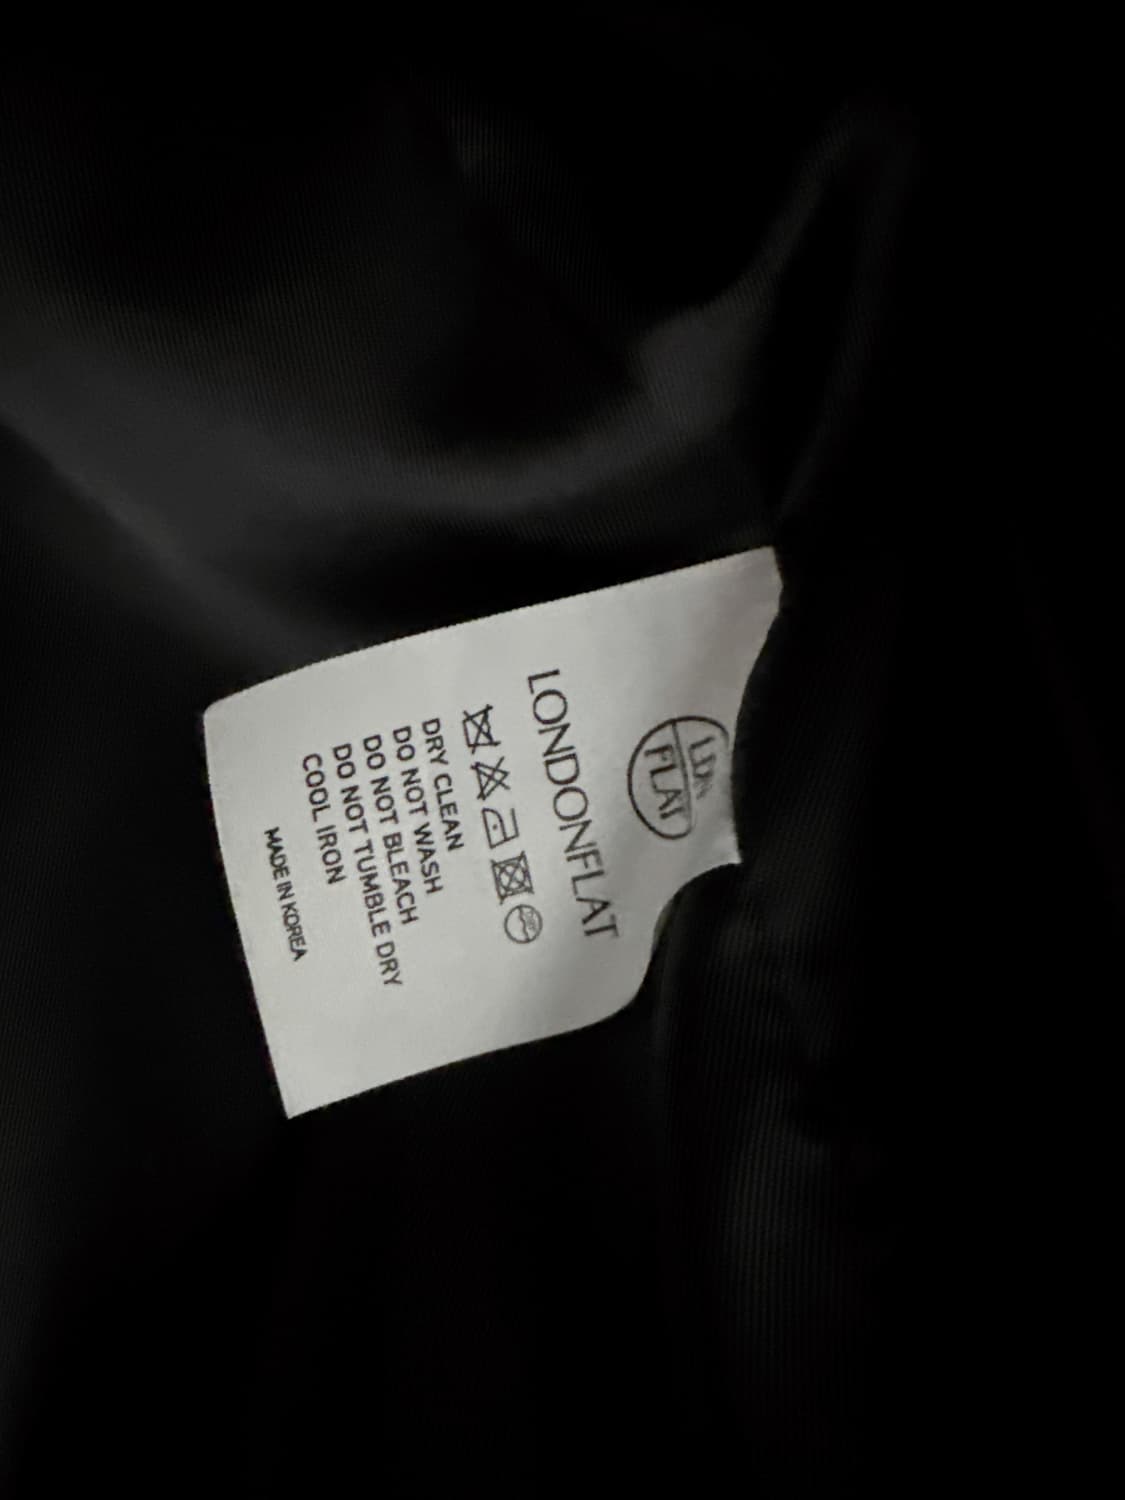 LDN
FLAT
LONDONFLAT
DRY CLEAN
DO NOT WASH
DO NOT BLEACH
DO NOT TUMBLE DRY
COOL IRON
MADE IN KOREA